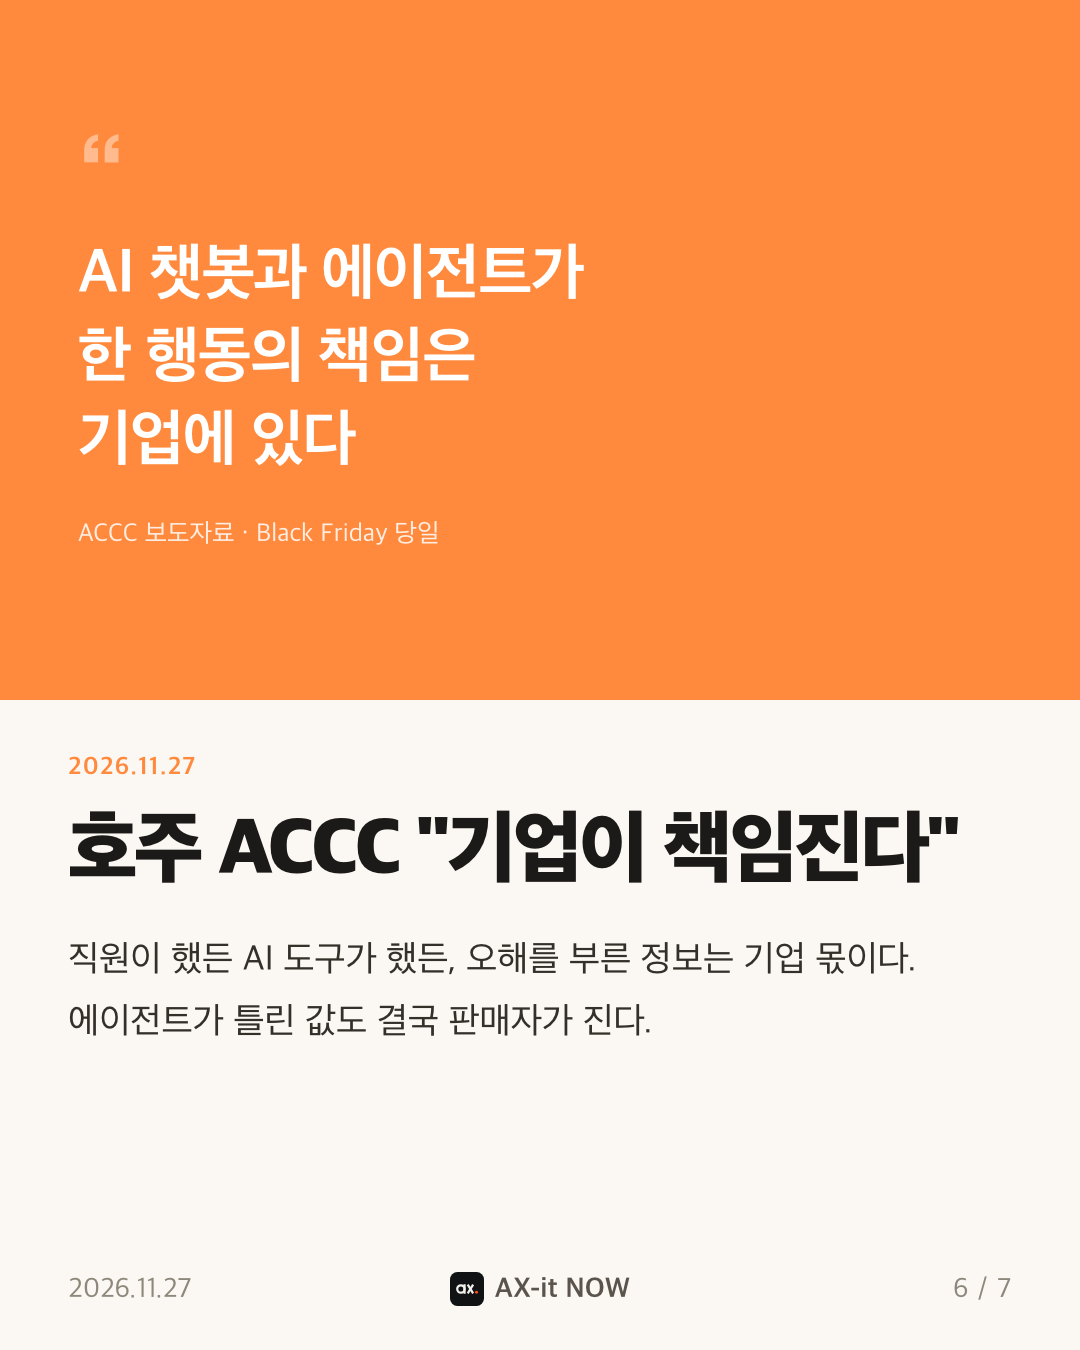 “
AI 챗봇과 에이전트가
한 행동의 책임은
기업에 있다
ACCC 보도자료 · Black Friday 당일
2026.11.27
호주 ACCC "기업이 책임진다"
직원이 했든 AI 도구가 했든, 오해를 부른 정보는 기업 몫이다.
에이전트가 틀린 값도 결국 판매자가 진다.
2026.11.27
ax. AX-it NOW
6 / 7